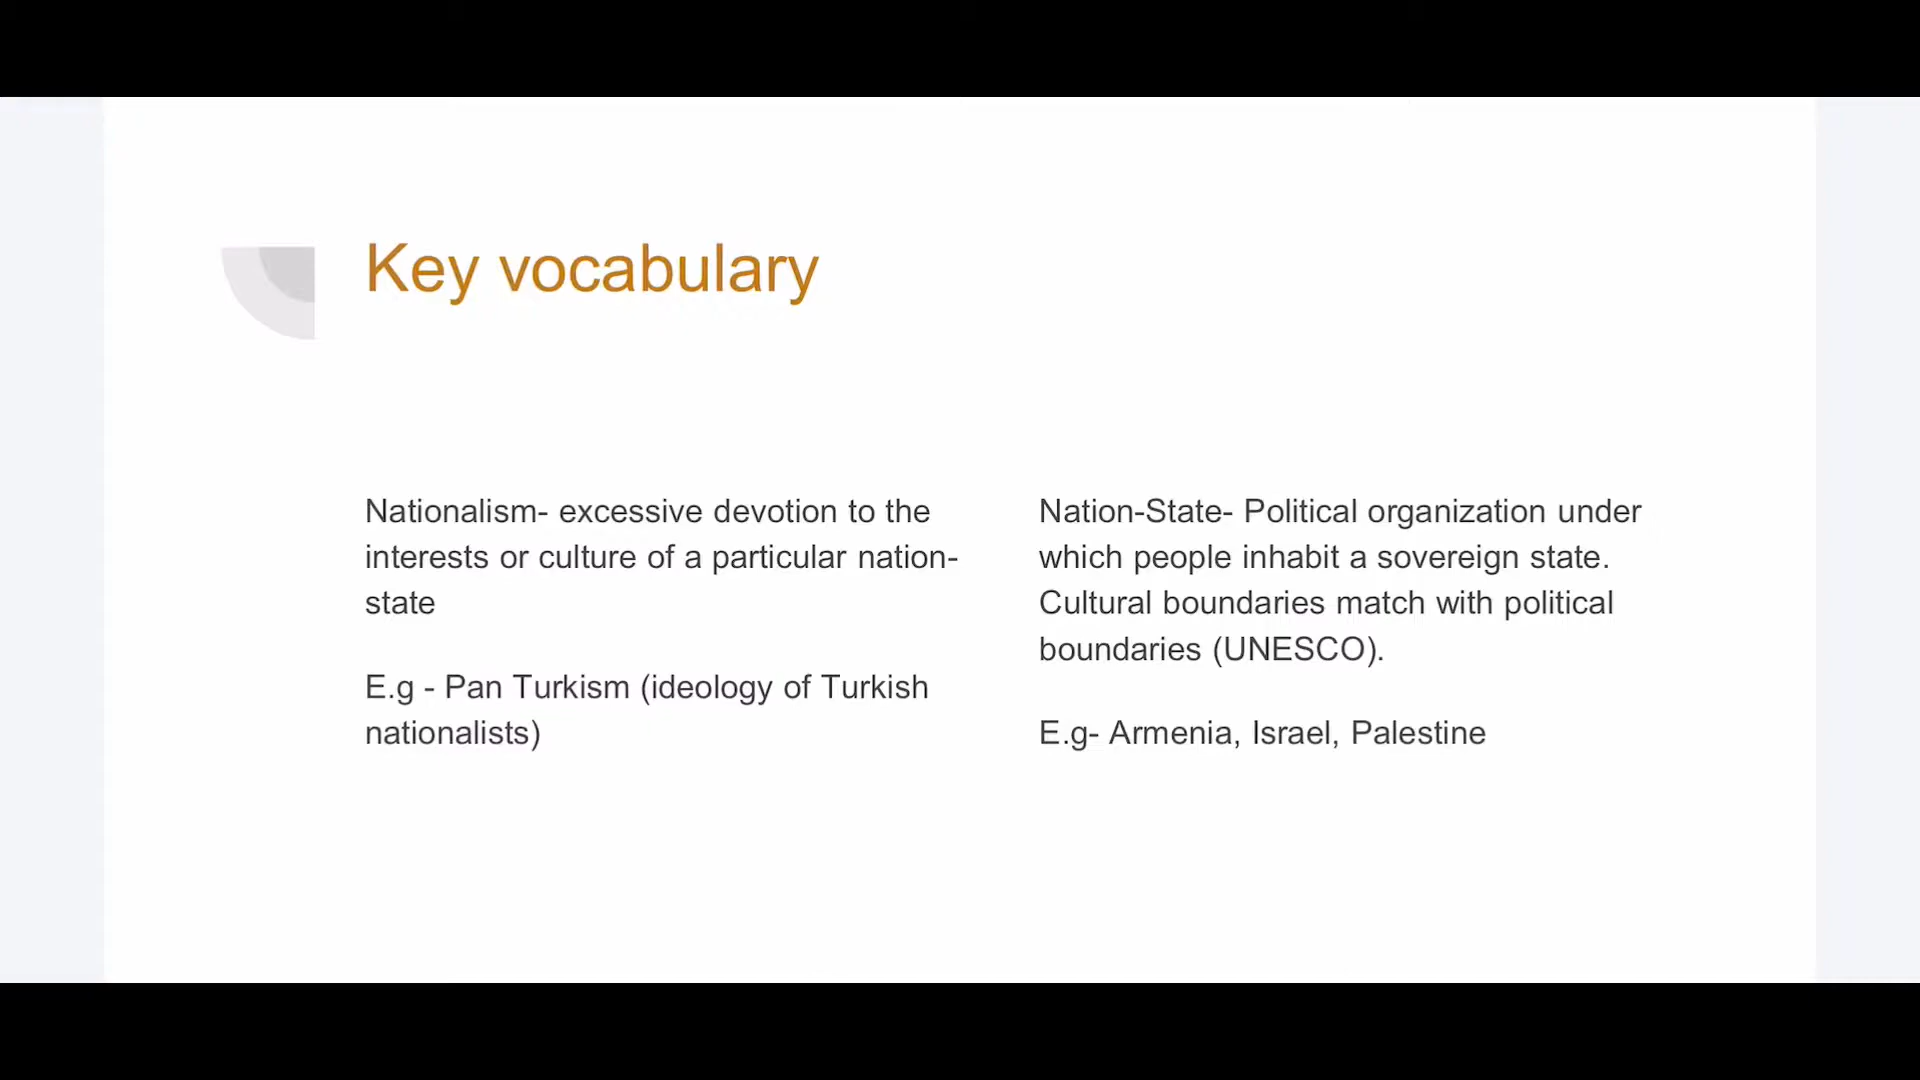 Key vocabulary
Nationalism- excessive devotion to the
interests or culture of a particular nation-
state
E.g - Pan Turkism (ideology of Turkish
nationalists)
Nation-State- Political organization under
which people inhabit a sovereign state.
Cultural boundaries match with political
boundaries (UNESCO).
E.g- Armenia, Israel, Palestine